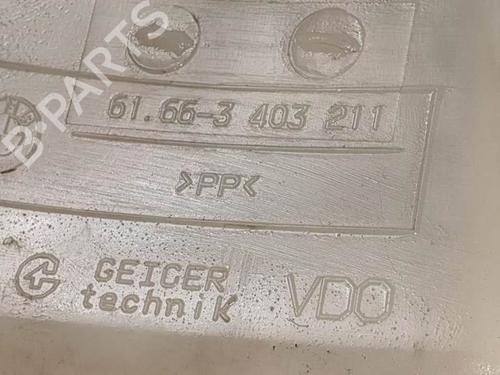 61.66-3 403 211
>PP<
GEIGER
technik
VDO
B-PARTS